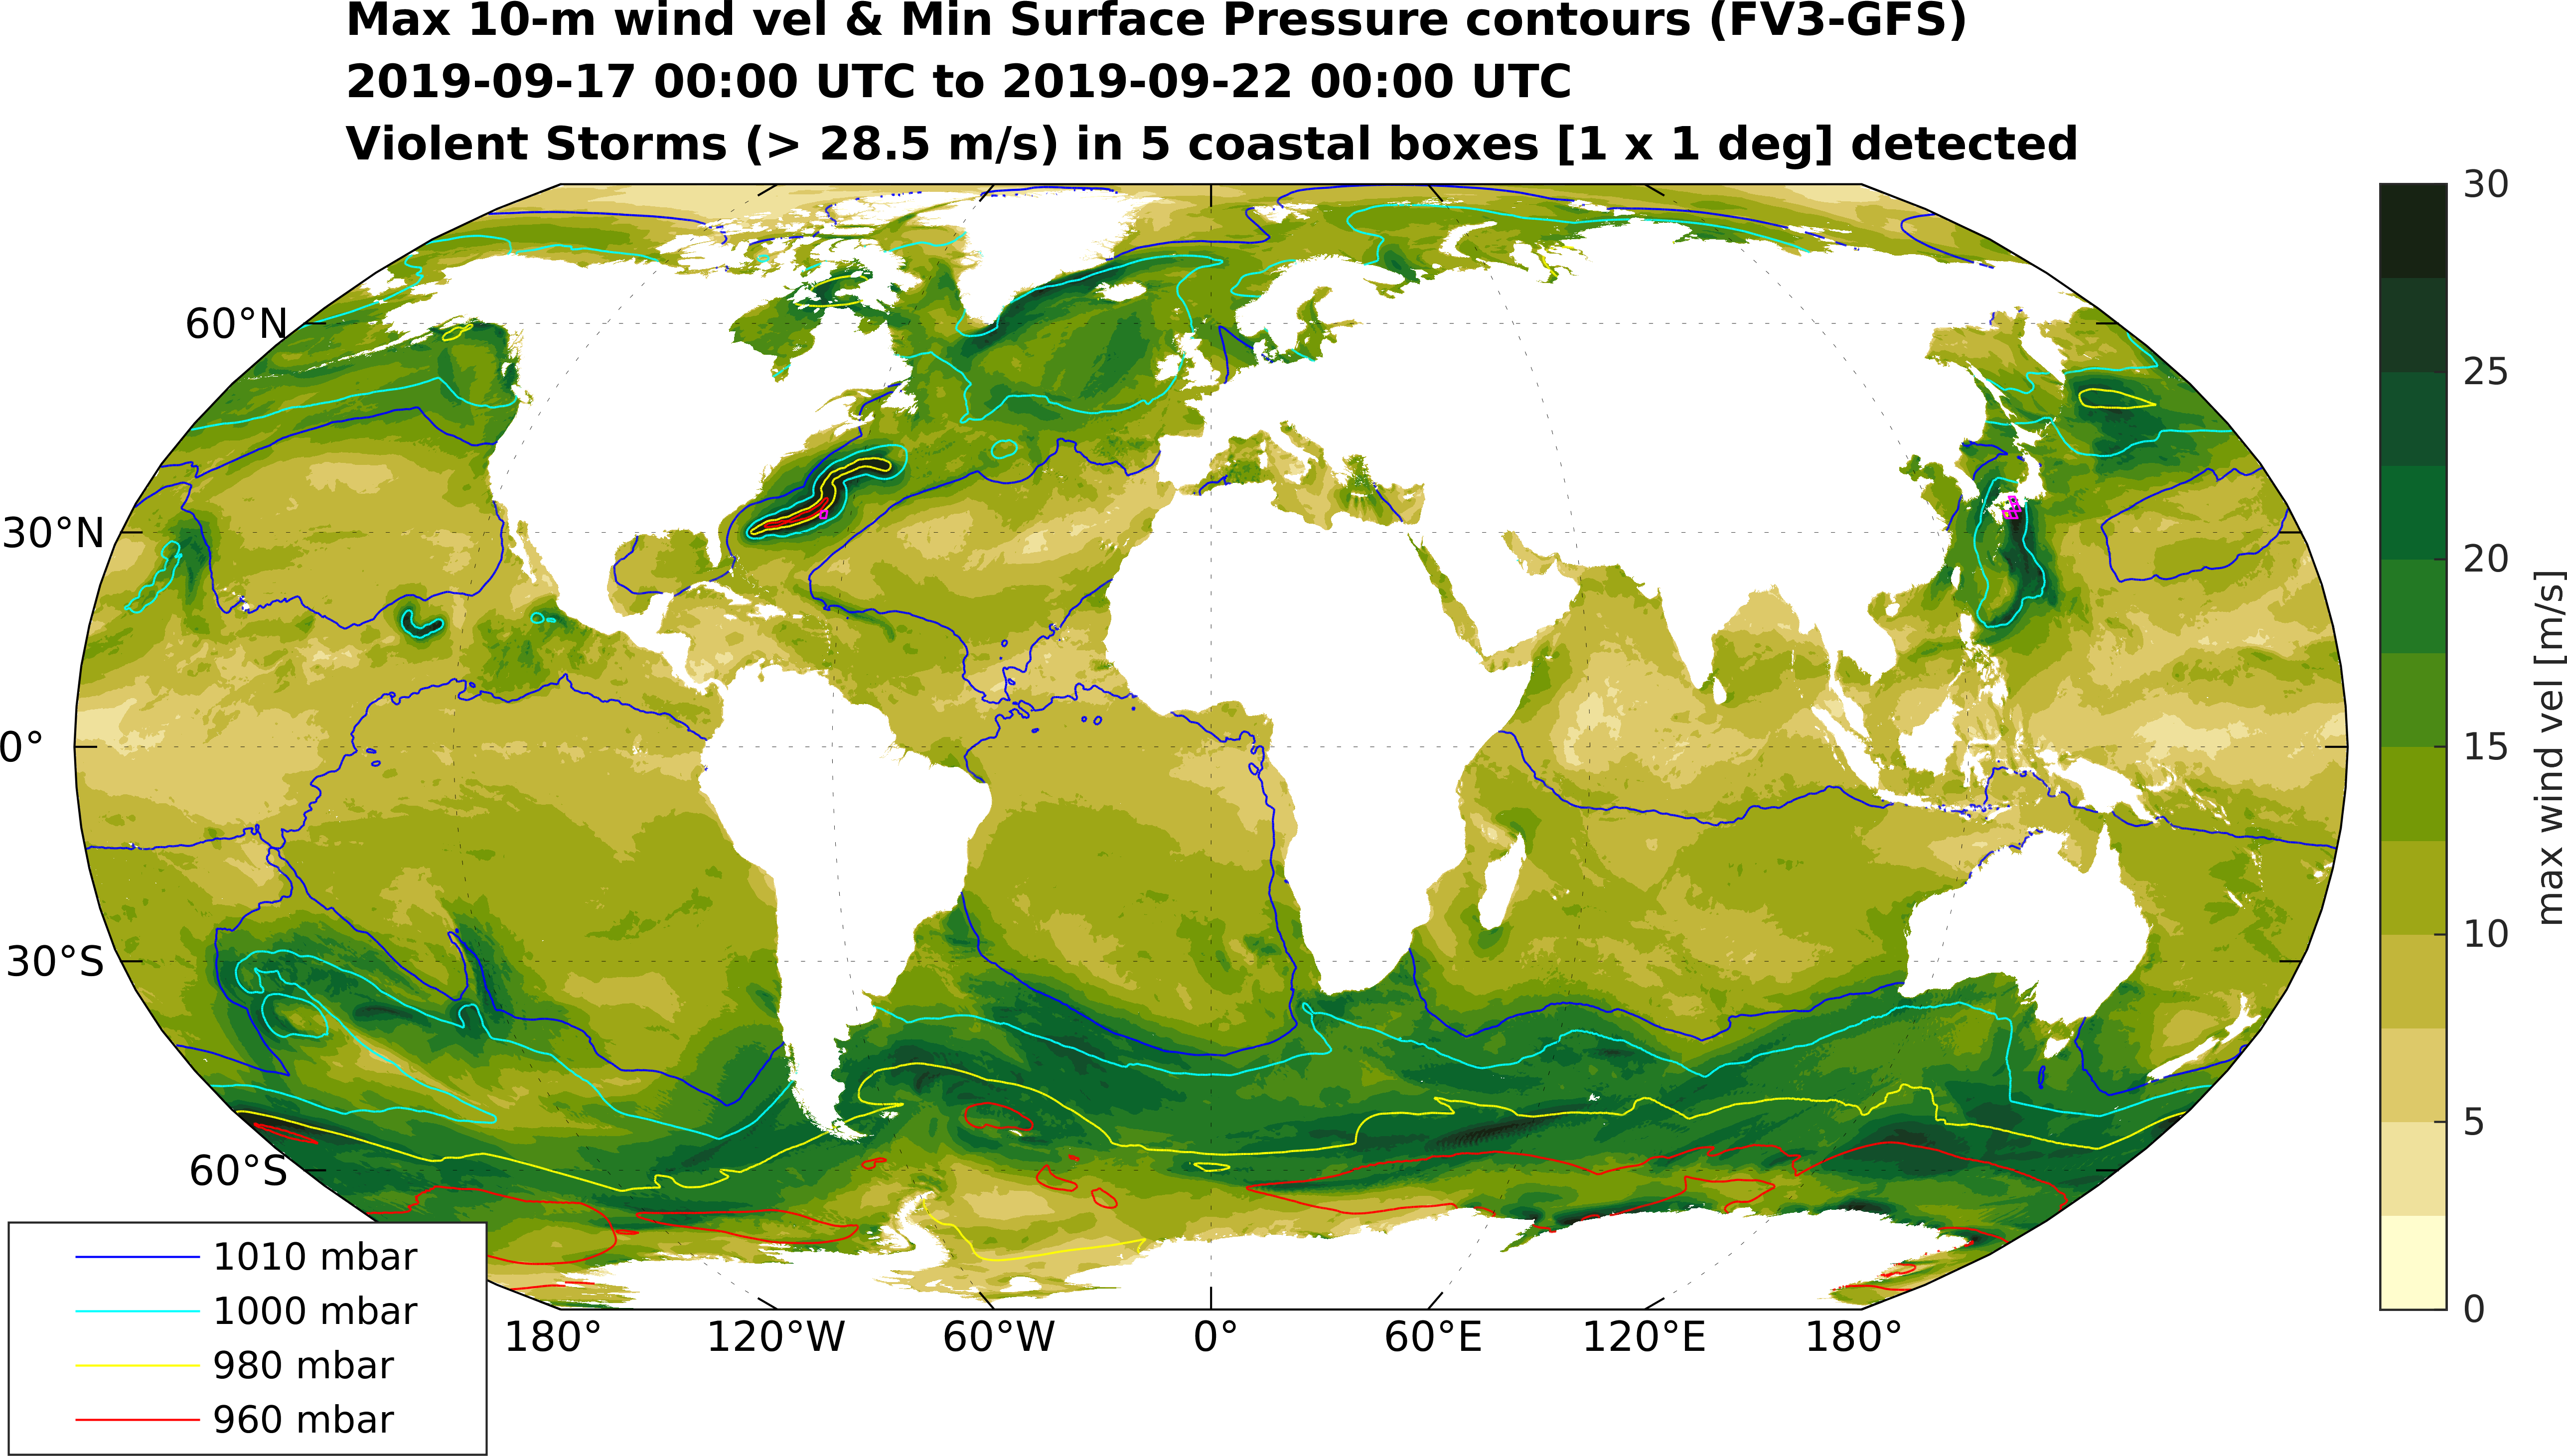 Max 10-m wind vel & Min Surface Pressure contours (FV3-GFS)
2019-09-17 00:00 UTC to 2019-09-22 00:00 UTC
Violent Storms (> 28.5 m/s) in 5 coastal boxes [1 x 1 deg] detected
60°N
30°N
0°
30°S
60°S
180°
120°W
60°W
0°
60°E
120°E
180°
1010 mbar
1000 mbar
980 mbar
960 mbar
30
25
20
15
10
5
0
max wind vel [m/s]